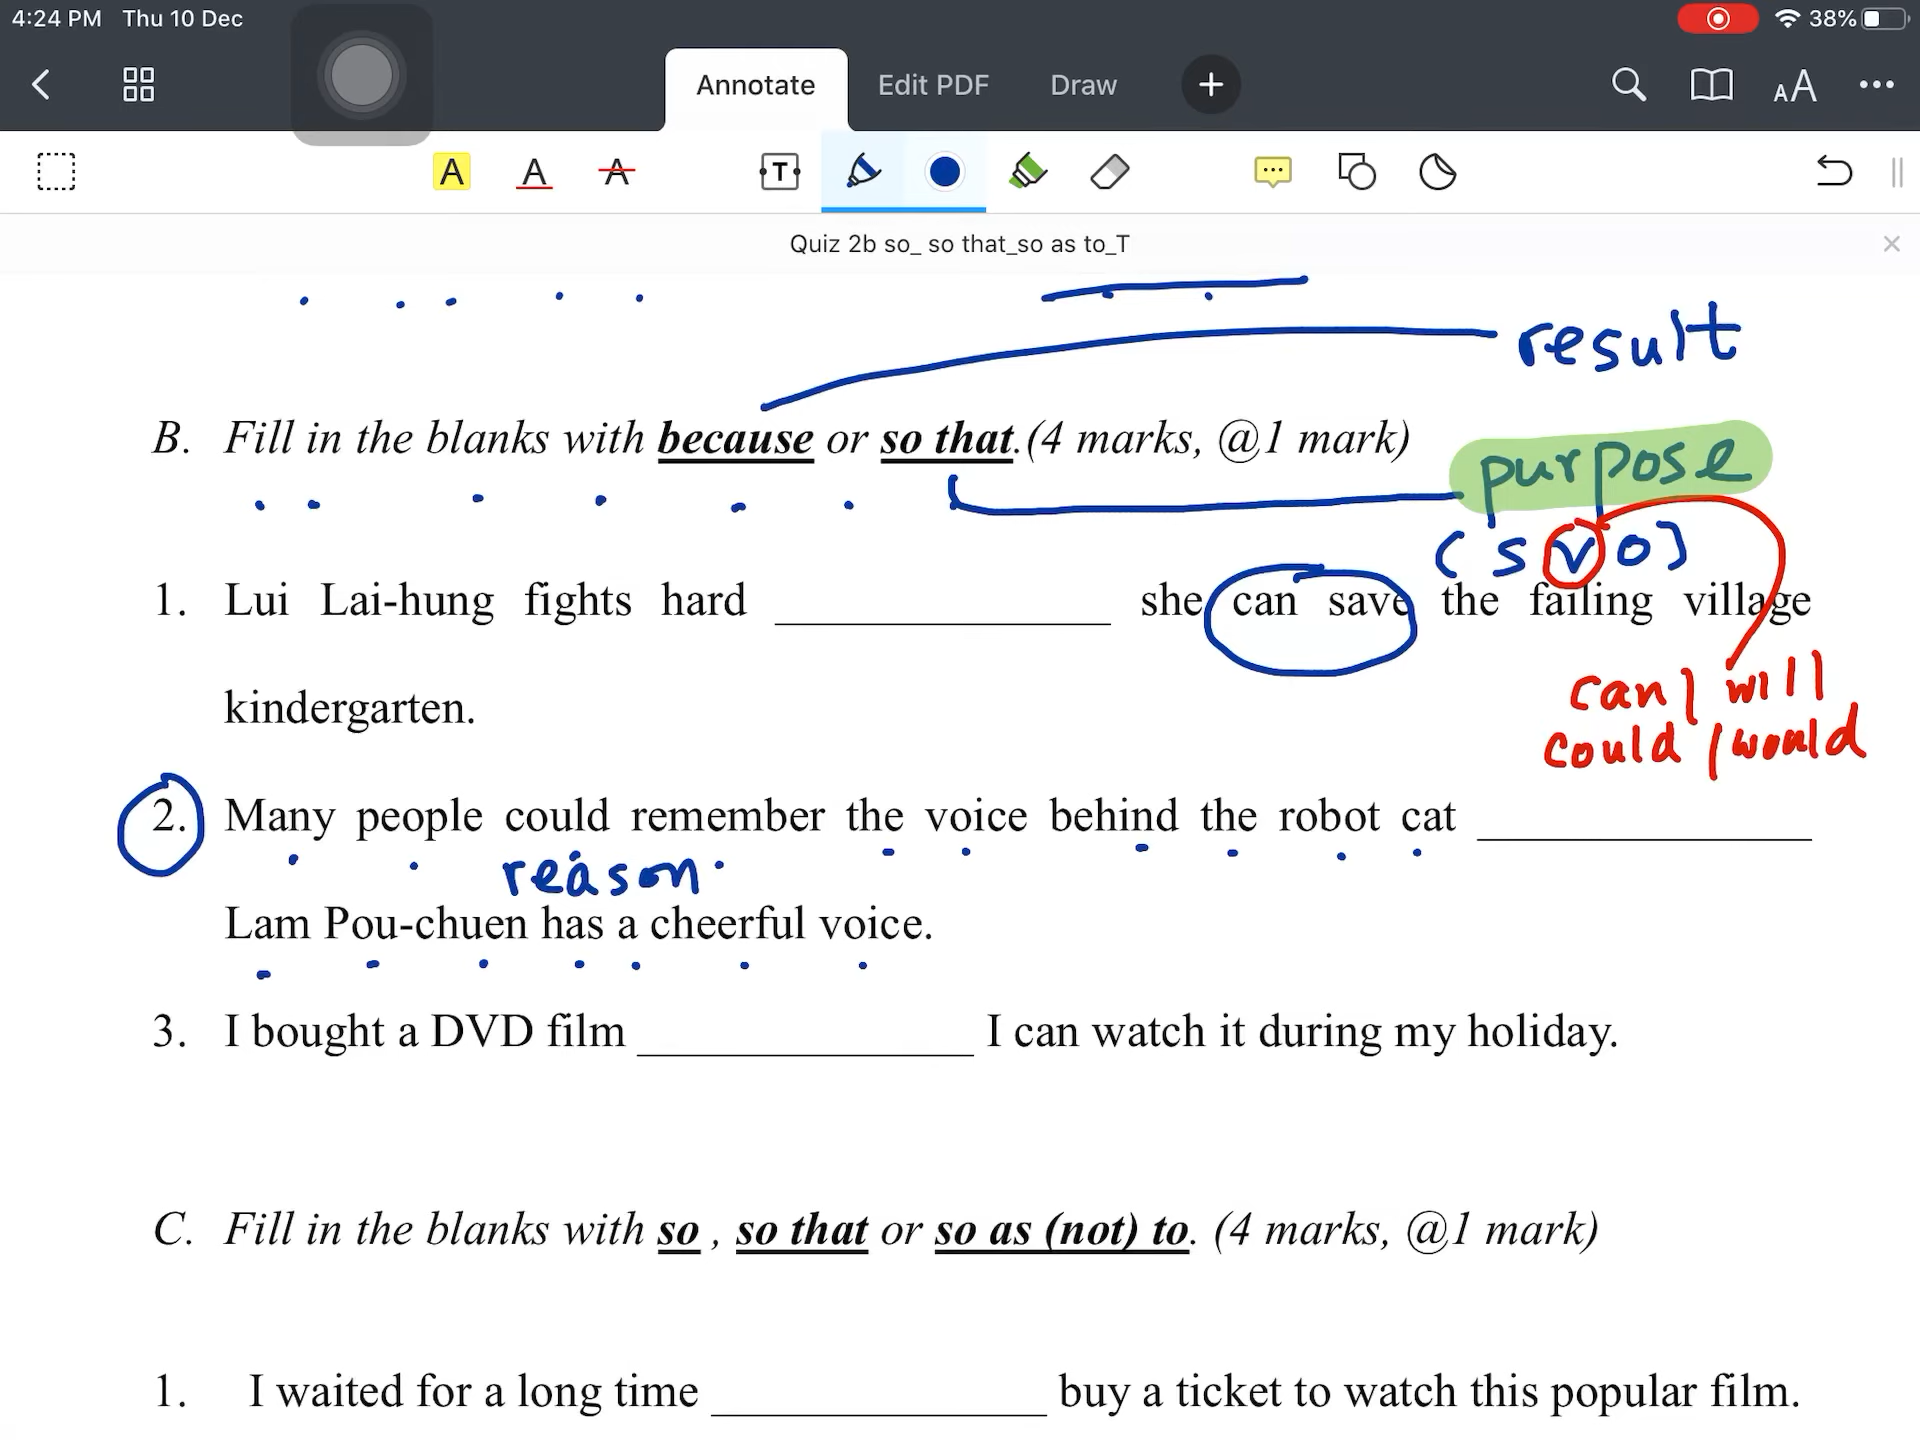 4:24 PM Thu 10 Dec
38%
Annotate Edit PDF Draw
AA
A A A T
Quiz 2b so_ so that_so as to_T
result
B. Fill in the blanks with because or so that.(4 marks, @1 mark)
purpose
(s v o)
1. Lui Lai-hung fights hard ______________ she can save the failing village
kindergarten.
can / will
could / would
2. Many people could remember the voice behind the robot cat ______________
reason
Lam Pou-chuen has a cheerful voice.
3. I bought a DVD film ______________ I can watch it during my holiday.
C. Fill in the blanks with so , so that or so as (not) to. (4 marks, @1 mark)
1. I waited for a long time ______________ buy a ticket to watch this popular film.